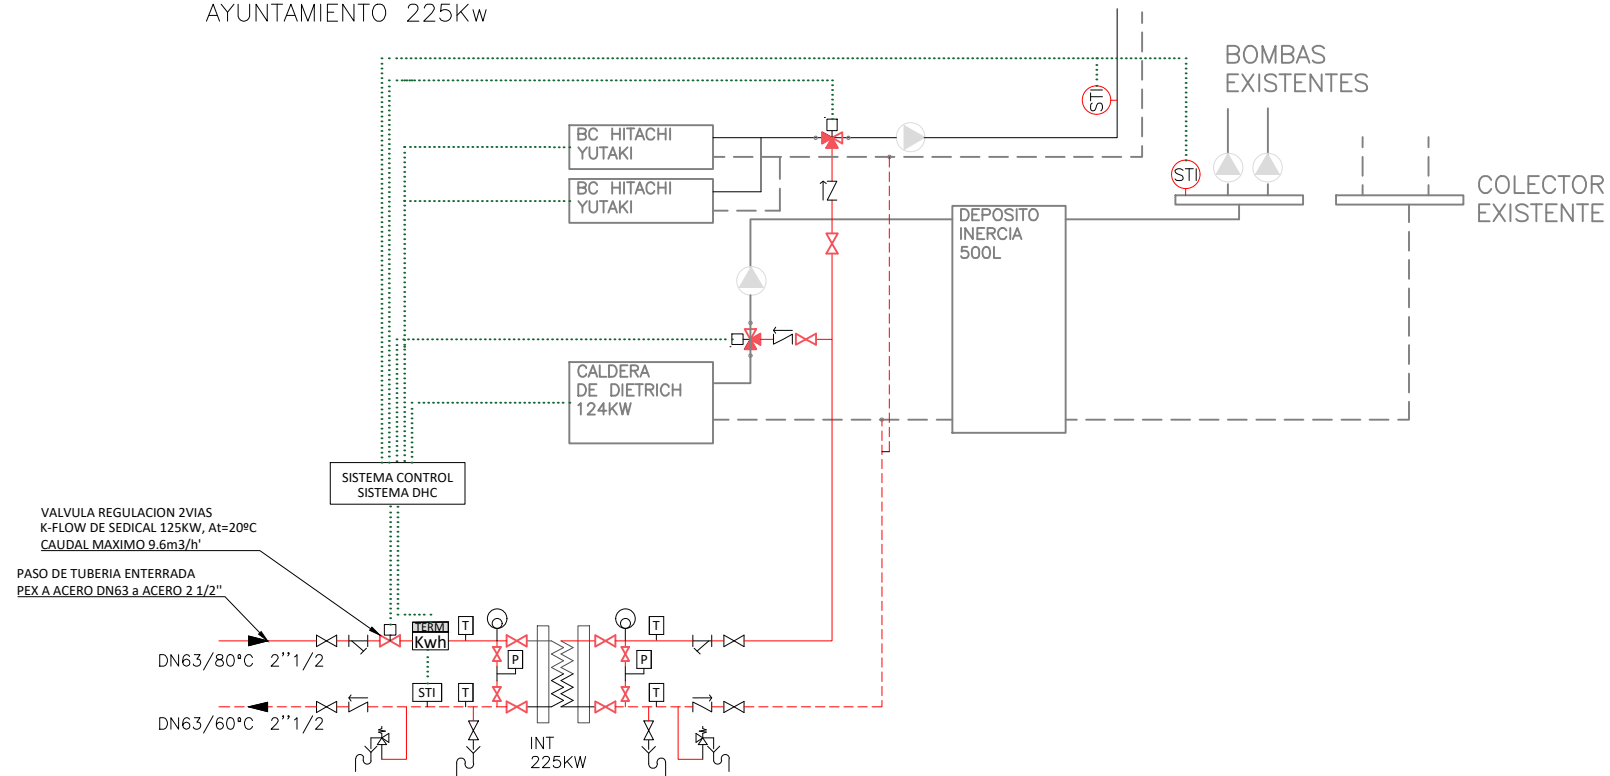 AYUNTAMIENTO 225Kw
BOMBAS
EXISTENTES
STI
BC HITACHI
YUTAKI
BC HITACHI
YUTAKI
STI
COLECTOR
EXISTENTE
DEPOSITO
INERCIA
500L
CALDERA
DE DIETRICH
124KW
SISTEMA CONTROL
SISTEMA DHC
VALVULA REGULACION 2VIAS
K-FLOW DE SEDICAL 125KW, At=20ºC
CAUDAL MAXIMO 9.6m3/h'
PASO DE TUBERIA ENTERRADA
PEX A ACERO DN63 a ACERO 2 1/2''
TERM
Kwh
T
T
P
P
DN63/80°C 2''1/2
STI
T
T
DN63/60°C 2''1/2
INT
225KW